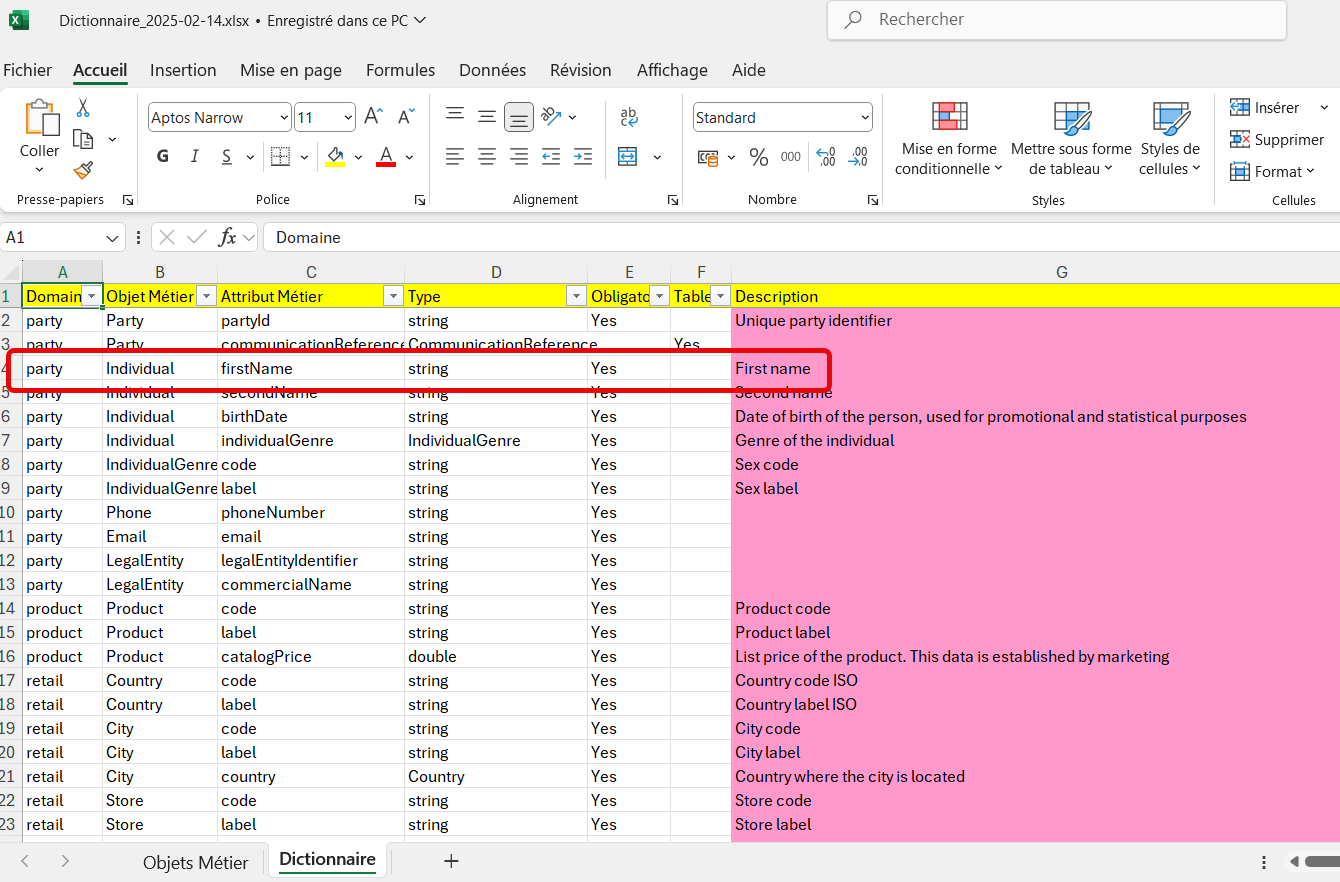 Dictionnaire_2025-02-14.xlsx • Enregistré dans ce PC
Rechercher
Fichier Accueil Insertion Mise en page Formules Données Révision Affichage Aide
Coller
Presse-papiers
Aptos Narrow 11
G I S
Police
Alignement
Standard
% 000
Nombre
Mise en forme conditionnelle
Mettre sous forme de tableau
Styles de cellules
Styles
Insérer
Supprimer
Format
Cellules
A1 fx Domaine
A B C D E F G
1 Domain Objet Métier Attribut Métier Type Obligato Table Description
2 party Party partyId string Yes Unique party identifier
3 party Party communicationReference CommunicationReference Yes
4 party Individual firstName string Yes First name
5 party Individual secondName string Yes Second name
6 party Individual birthDate string Yes Date of birth of the person, used for promotional and statistical purposes
7 party Individual individualGenre IndividualGenre Yes Genre of the individual
8 party IndividualGenre code string Yes Sex code
9 party IndividualGenre label string Yes Sex label
10 party Phone phoneNumber string Yes
11 party Email email string Yes
12 party LegalEntity legalEntityIdentifier string Yes
13 party LegalEntity commercialName string Yes
14 product Product code string Yes Product code
15 product Product label string Yes Product label
16 product Product catalogPrice double Yes List price of the product. This data is established by marketing
17 retail Country code string Yes Country code ISO
18 retail Country label string Yes Country label ISO
19 retail City code string Yes City code
20 retail City label string Yes City label
21 retail City country Country Yes Country where the city is located
22 retail Store code string Yes Store code
23 retail Store label string Yes Store label
Objets Métier Dictionnaire